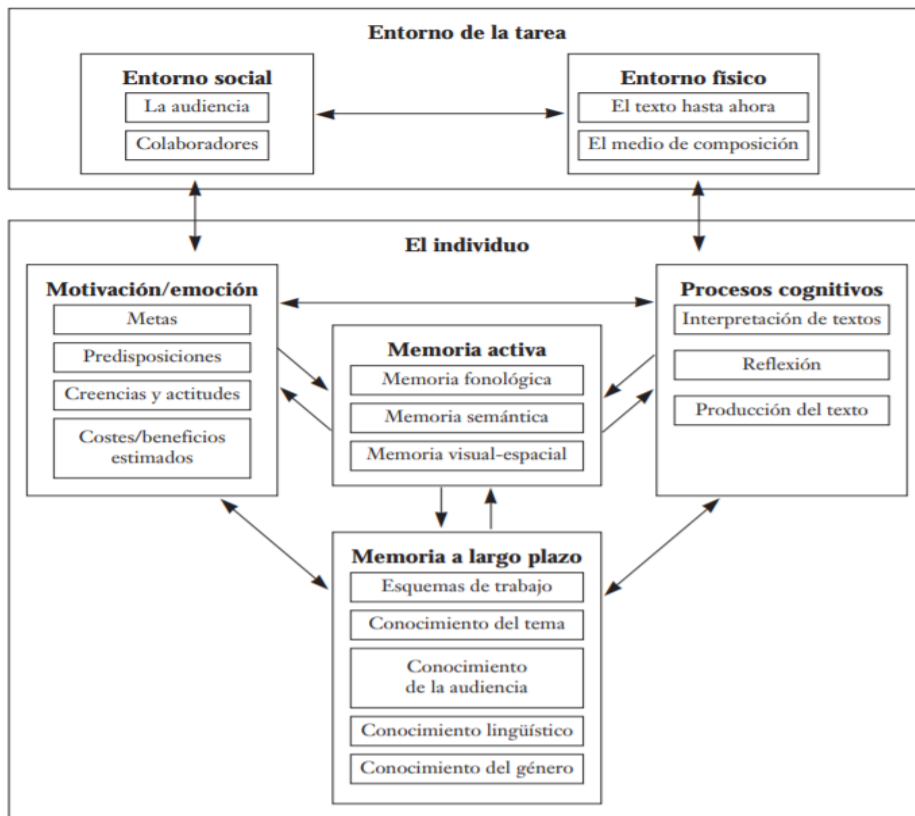 Entorno de la tarea
Entorno social
La audiencia
Colaboradores
Entorno físico
El texto hasta ahora
El medio de composición
El individuo
Motivación/emoción
Metas
Predisposiciones
Creencias y actitudes
Costes/beneficios
estimados
Memoria activa
Memoria fonológica
Memoria semántica
Memoria visual-espacial
Procesos cognitivos
Interpretación de textos
Reflexión
Producción del texto
Memoria a largo plazo
Esquemas de trabajo
Conocimiento del tema
Conocimiento
de la audiencia
Conocimiento lingüístico
Conocimiento del género